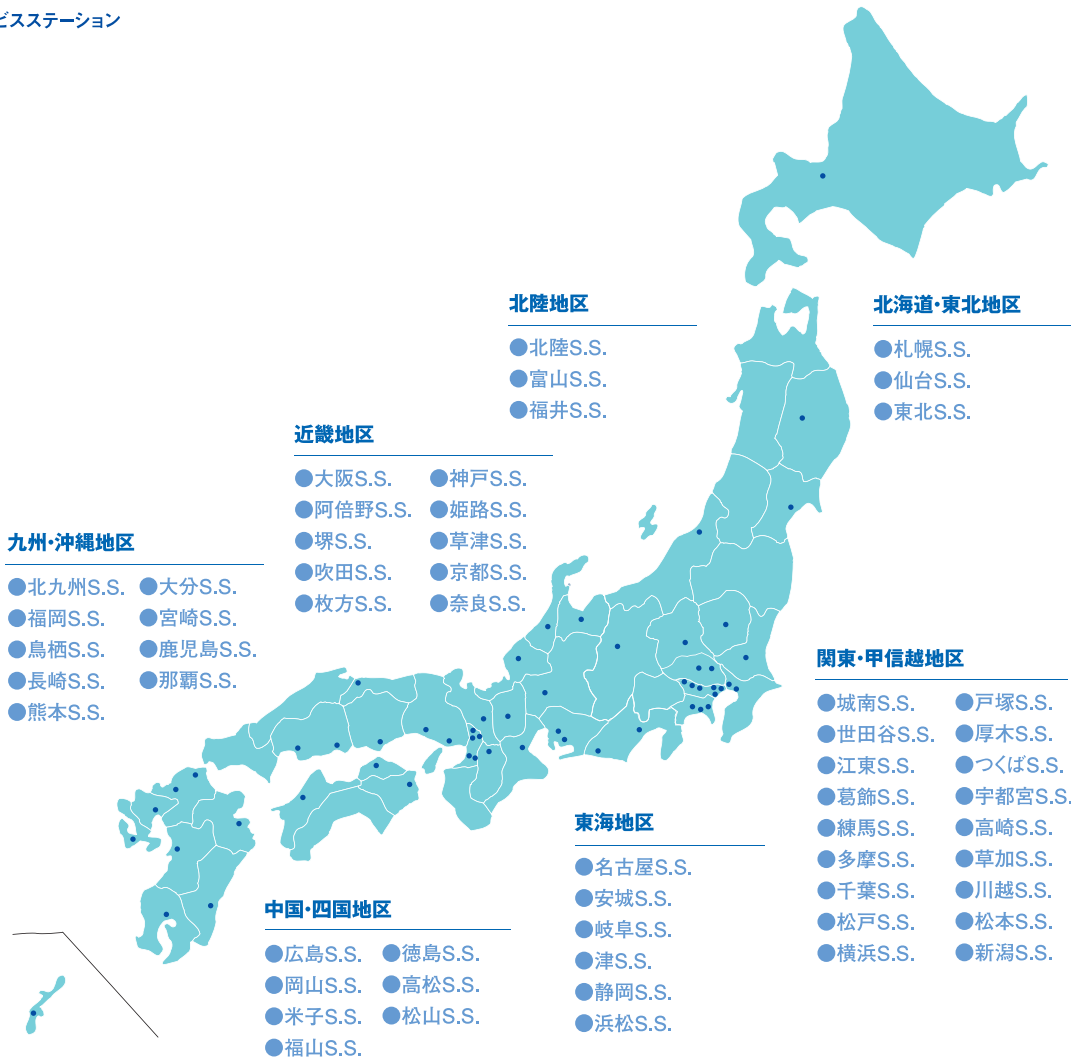 ビスステーション
北陸地区
●北陸S.S.
●富山S.S.
●福井S.S.
北海道・東北地区
●札幌S.S.
●仙台S.S.
●東北S.S.
近畿地区
●大阪S.S.
●阿倍野S.S.
●堺S.S.
●吹田S.S.
●枚方S.S.
●神戸S.S.
●姫路S.S.
●草津S.S.
●京都S.S.
●奈良S.S.
九州・沖縄地区
●北九州S.S.
●福岡S.S.
●鳥栖S.S.
●長崎S.S.
●熊本S.S.
●大分S.S.
●宮崎S.S.
●鹿児島S.S.
●那覇S.S.
関東・甲信越地区
●城南S.S.
●世田谷S.S.
●江東S.S.
●葛飾S.S.
●練馬S.S.
●多摩S.S.
●千葉S.S.
●松戸S.S.
●横浜S.S.
●戸塚S.S.
●厚木S.S.
●つくばS.S.
●宇都宮S.S.
●高崎S.S.
●草加S.S.
●川越S.S.
●松本S.S.
●新潟S.S.
東海地区
●名古屋S.S.
●安城S.S.
●岐阜S.S.
●津S.S.
●静岡S.S.
●浜松S.S.
中国・四国地区
●広島S.S.
●岡山S.S.
●米子S.S.
●福山S.S.
●徳島S.S.
●高松S.S.
●松山S.S.